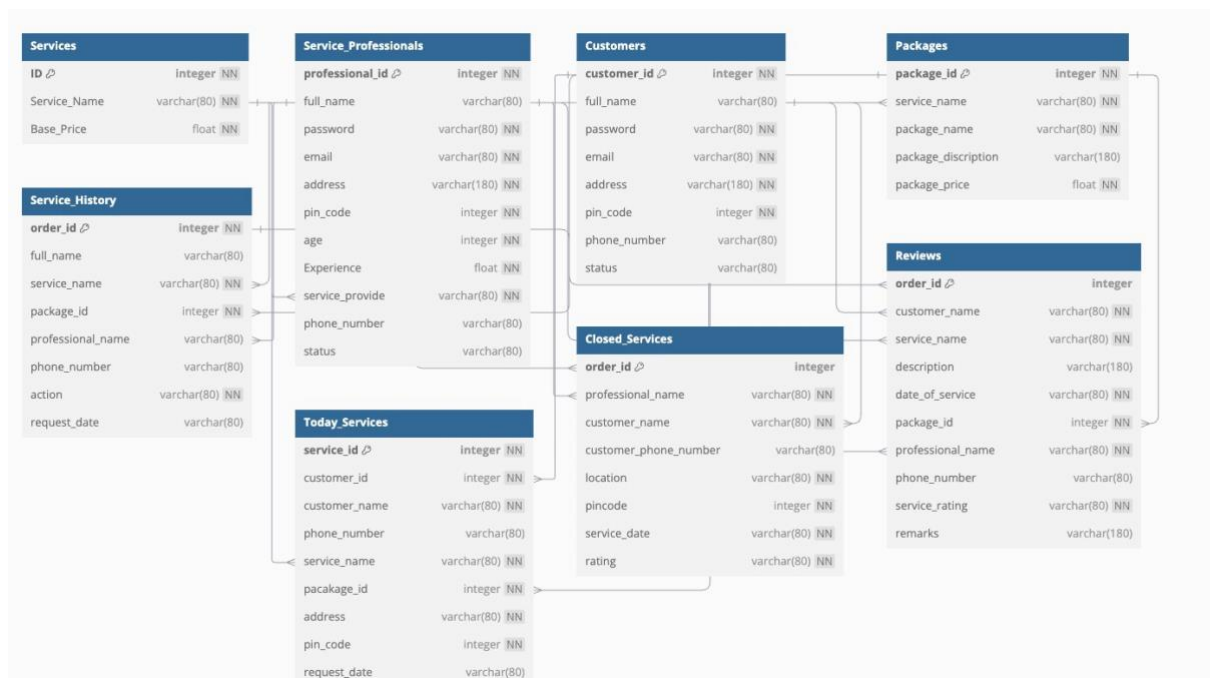 Services
ID integer NN
Service_Name varchar(80) NN
Base_Price float NN
Service_History
order_id integer NN
full_name varchar(80)
service_name varchar(80) NN
package_id integer NN
professional_name varchar(80)
phone_number varchar(80)
action varchar(80) NN
request_date varchar(80)
Service_Professionals
professional_id integer NN
full_name varchar(80)
password varchar(80) NN
email varchar(80) NN
address varchar(180) NN
pin_code integer NN
age integer NN
Experience float NN
service_provide varchar(80) NN
phone_number varchar(80)
status varchar(80)
Today_Services
service_id integer NN
customer_id integer NN
customer_name varchar(80) NN
phone_number varchar(80)
service_name varchar(80) NN
pacakage_id integer NN
address varchar(80) NN
pin_code integer NN
request_date varchar(80)
Customers
customer_id integer NN
full_name varchar(80)
password varchar(80) NN
email varchar(80) NN
address varchar(180) NN
pin_code integer NN
phone_number varchar(80)
status varchar(80)
Closed_Services
order_id integer
professional_name varchar(80) NN
customer_name varchar(80) NN
customer_phone_number varchar(80)
location varchar(80) NN
pincode integer NN
service_date varchar(80) NN
rating varchar(80) NN
Packages
package_id integer NN
service_name varchar(80) NN
package_name varchar(80) NN
package_discription varchar(180)
package_price float NN
Reviews
order_id integer
customer_name varchar(80) NN
service_name varchar(80) NN
description varchar(180)
date_of_service varchar(80) NN
package_id integer NN
professional_name varchar(80) NN
phone_number varchar(80)
service_rating varchar(80) NN
remarks varchar(180)